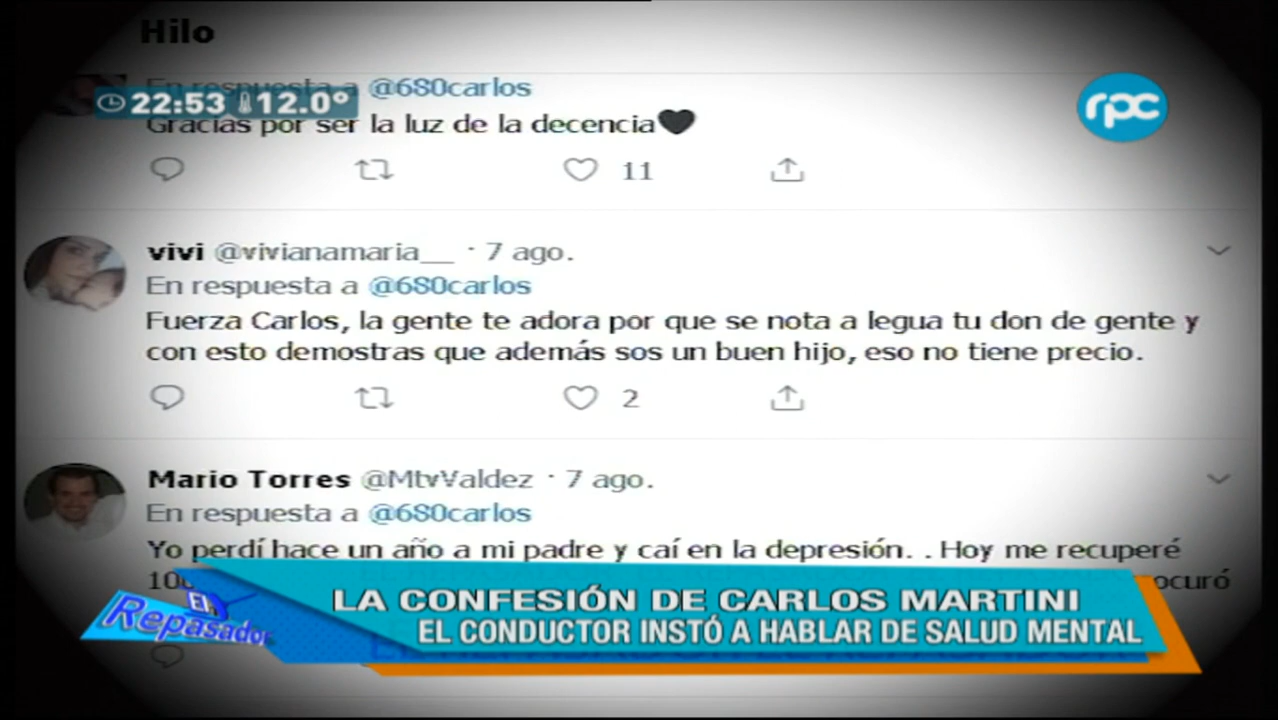 Hilo
En respuesta a @680carlos
22:53 12.0°
rpc
Gracias por ser la luz de la decencia
11
vivi @vivianamaria__ · 7 ago.
En respuesta a @680carlos
Fuerza Carlos, la gente te adora por que se nota a legua tu don de gente y
con esto demostras que además sos un buen hijo, eso no tiene precio.
2
Mario Torres @MtvValdez · 7 ago.
En respuesta a @680carlos
Yo perdí hace un año a mi padre y caí en la depresión. . Hoy me recuperé
El Repasador
LA CONFESIÓN DE CARLOS MARTINI
EL CONDUCTOR INSTÓ A HABLAR DE SALUD MENTAL